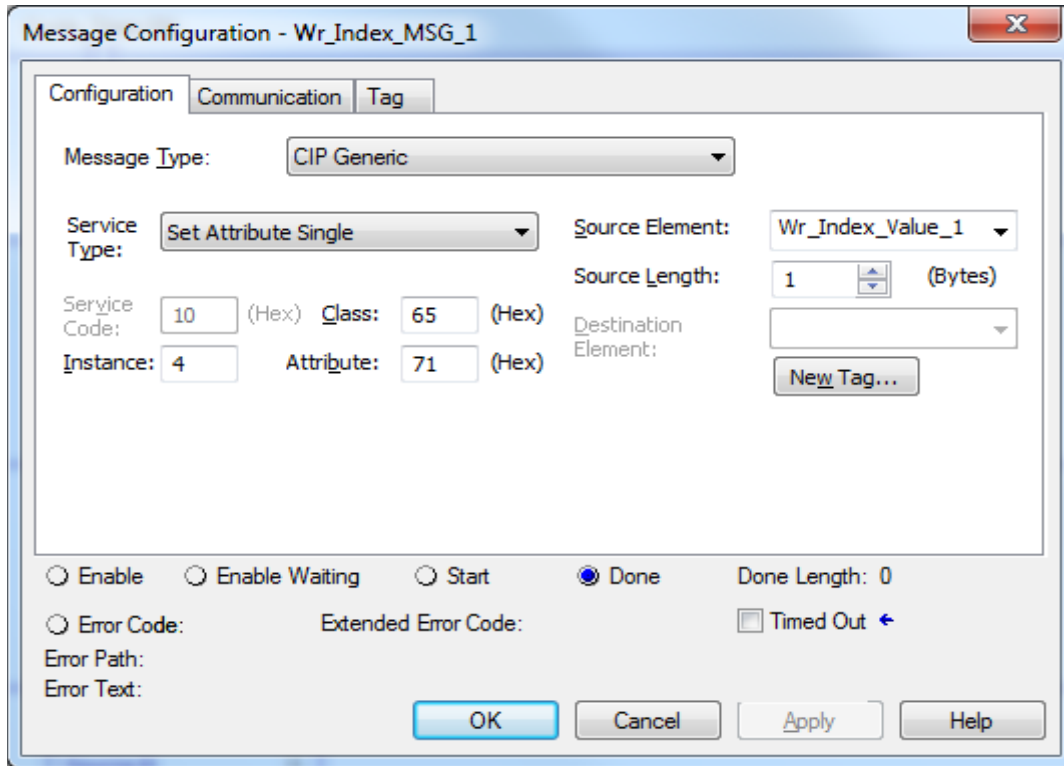 Message Configuration - Wr_Index_MSG_1
Configuration Communication Tag
Message Type: CIP Generic
Service Type: Set Attribute Single
Source Element: Wr_Index_Value_1
Source Length: 1 (Bytes)
Service Code: 10 (Hex) Class: 65 (Hex)
Destination Element:
Instance: 4 Attribute: 71 (Hex)
New Tag...
Enable Enable Waiting Start Done Done Length: 0
Error Code: Extended Error Code: Timed Out
Error Path:
Error Text:
OK Cancel Apply Help